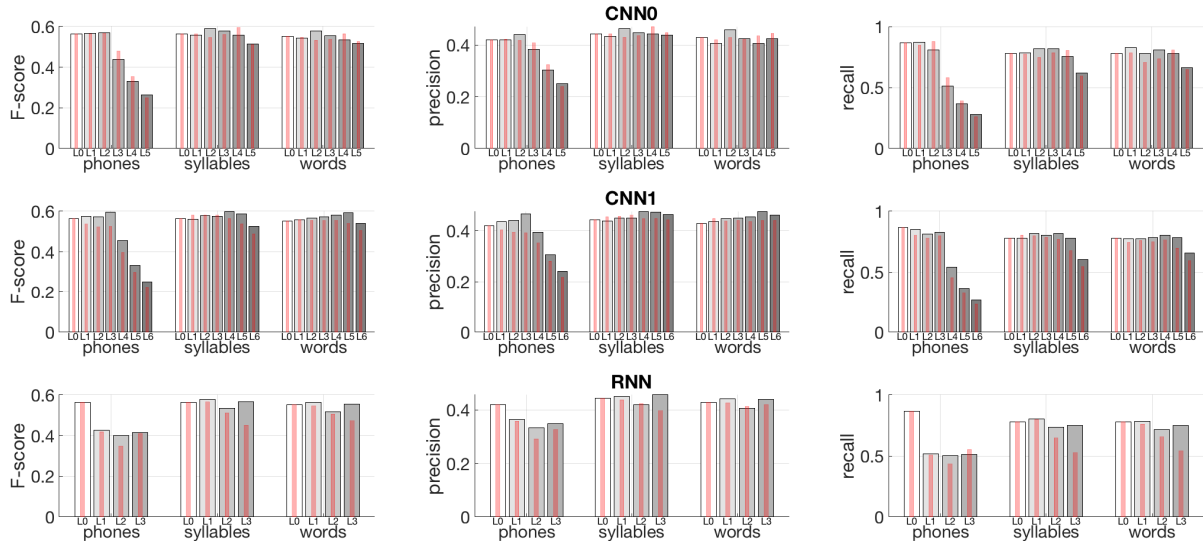 CNN0
F-score
0.6
0.4
0.2
0
L0 L1 L2 L3 L4 L5
L0 L1 L2 L3 L4 L5
L0 L1 L2 L3 L4 L5
phones
syllables
words
precision
0.4
0.2
0
L0 L1 L2 L3 L4 L5
L0 L1 L2 L3 L4 L5
L0 L1 L2 L3 L4 L5
phones
syllables
words
recall
1
0.5
0
L0 L1 L2 L3 L4 L5
L0 L1 L2 L3 L4 L5
L0 L1 L2 L3 L4 L5
phones
syllables
words
CNN1
F-score
0.6
0.4
0.2
0
L0 L1 L2 L3 L4 L5 L6
L0 L1 L2 L3 L4 L5 L6
L0 L1 L2 L3 L4 L5 L6
phones
syllables
words
precision
0.4
0.2
0
L0 L1 L2 L3 L4 L5 L6
L0 L1 L2 L3 L4 L5 L6
L0 L1 L2 L3 L4 L5 L6
phones
syllables
words
recall
1
0.5
0
L0 L1 L2 L3 L4 L5 L6
L0 L1 L2 L3 L4 L5 L6
L0 L1 L2 L3 L4 L5 L6
phones
syllables
words
RNN
F-score
0.6
0.4
0.2
0
L0 L1 L2 L3
L0 L1 L2 L3
L0 L1 L2 L3
phones
syllables
words
precision
0.4
0.2
0
L0 L1 L2 L3
L0 L1 L2 L3
L0 L1 L2 L3
phones
syllables
words
recall
1
0.5
0
L0 L1 L2 L3
L0 L1 L2 L3
L0 L1 L2 L3
phones
syllables
words